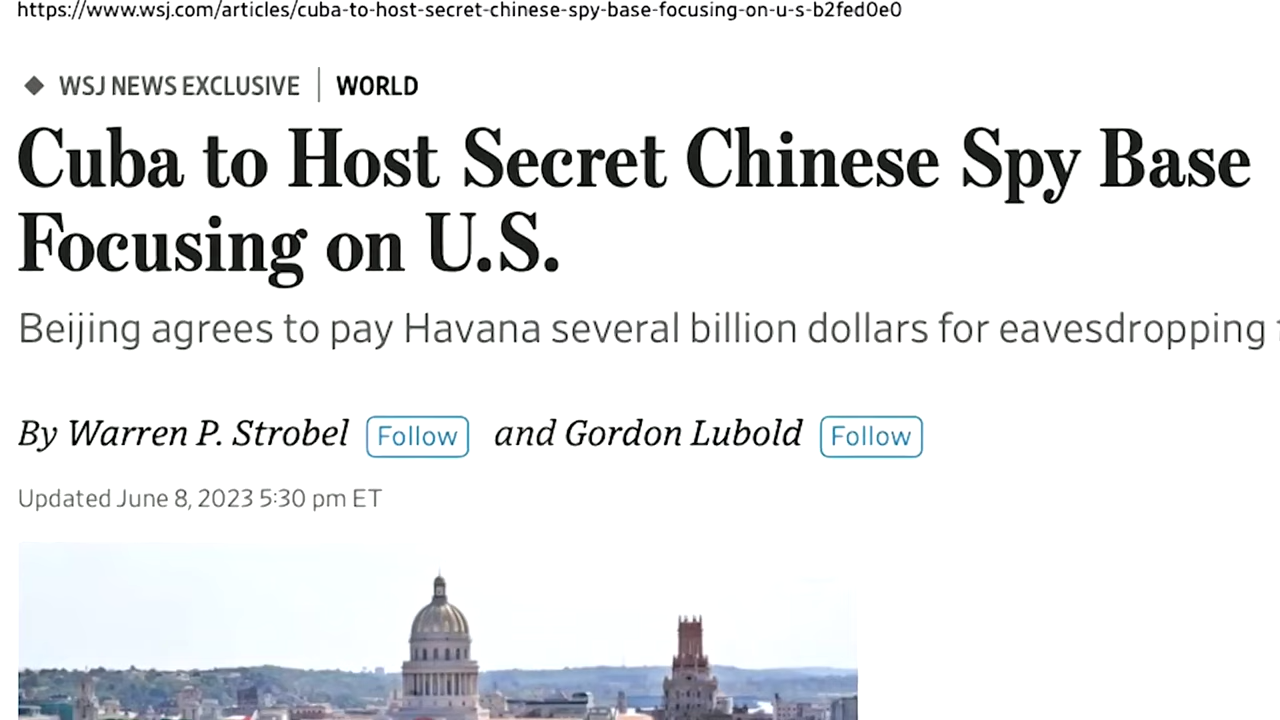 https://www.wsj.com/articles/cuba-to-host-secret-chinese-spy-base-focusing-on-u-s-b2fed0e0
WSJ NEWS EXCLUSIVE | WORLD
Cuba to Host Secret Chinese Spy Base
Focusing on U.S.
Beijing agrees to pay Havana several billion dollars for eavesdropping
By Warren P. Strobel Follow and Gordon Lubold Follow
Updated June 8, 2023 5:30 pm ET